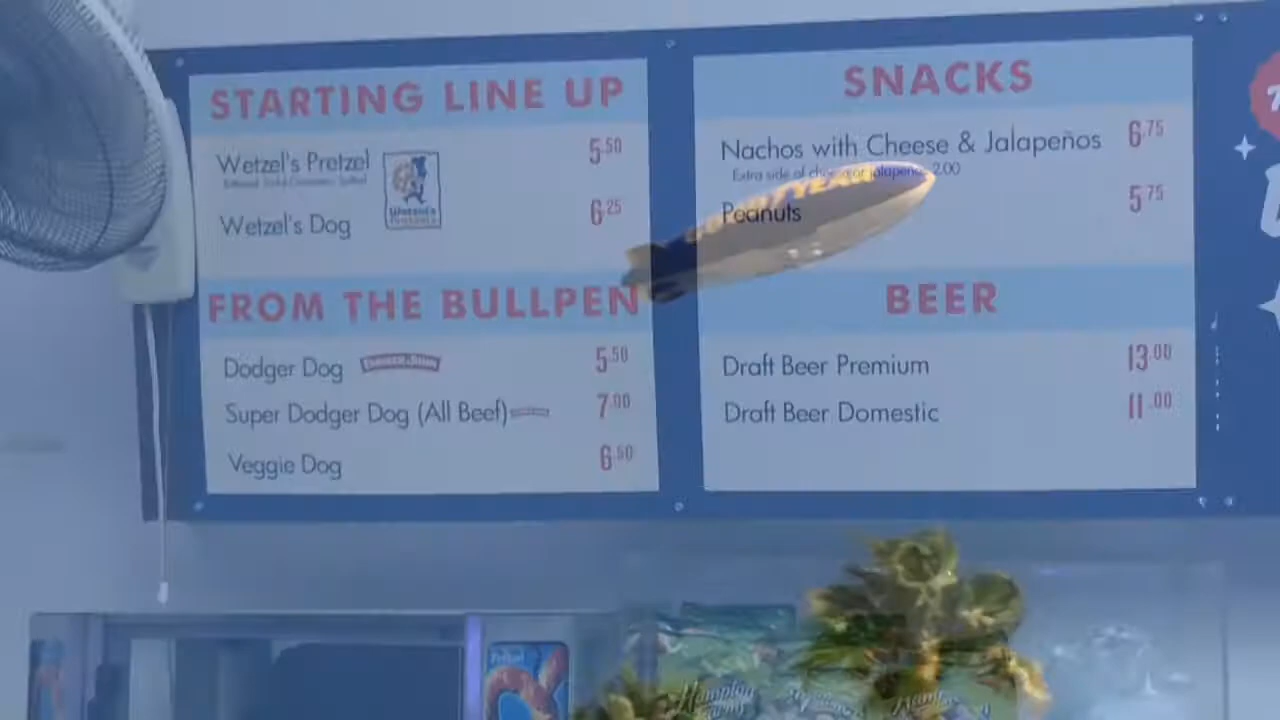 STARTING LINE UP
Wetzel's Pretzel 5.50
Wetzel's
Wetzel's Dog 6.25
FROM THE BULLPEN
Dodger Dog 5.50
Super Dodger Dog (All Beef) 7.00
Veggie Dog 6.50
SNACKS
Nachos with Cheese & Jalapeños 6.75
Extra side of cheese or jalapeños 2.00
Peanuts 5.75
BEER
Draft Beer Premium 13.00
Draft Beer Domestic 11.00
Pretzel
Hampton